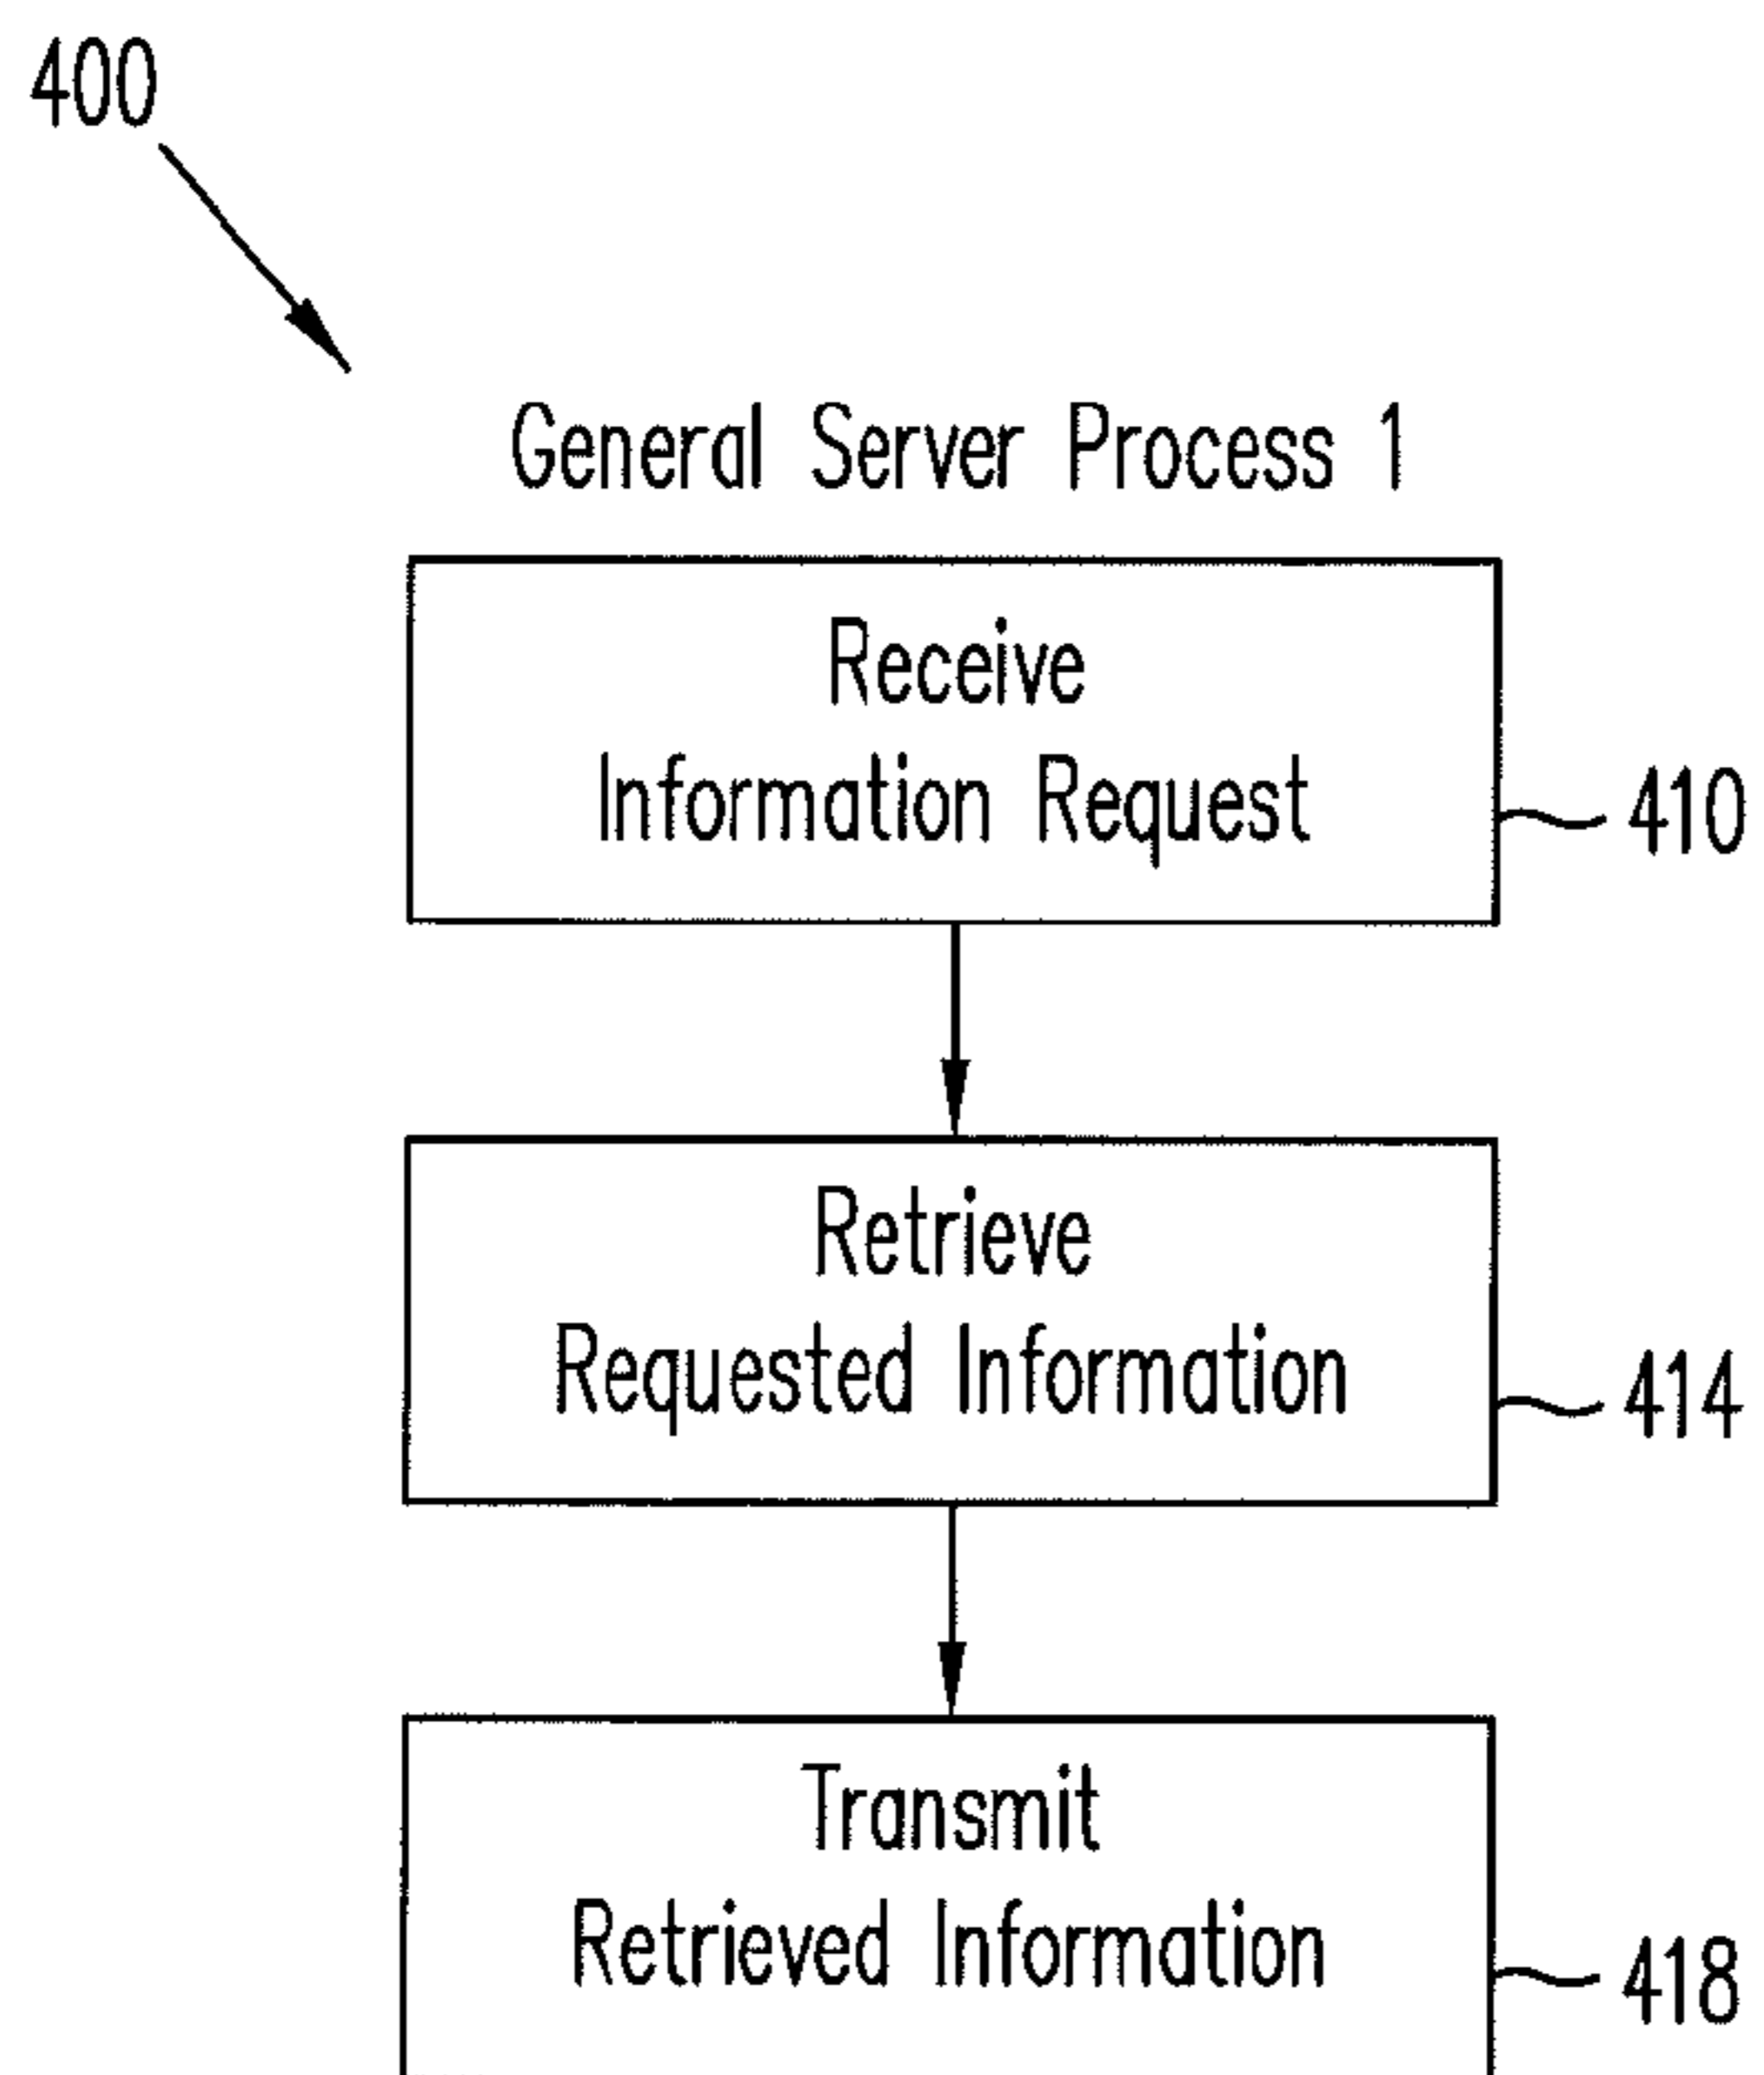 400
General Server Process 1
Receive
Information Request
410
Retrieve
Requested Information
414
Transmit
Retrieved Information
418